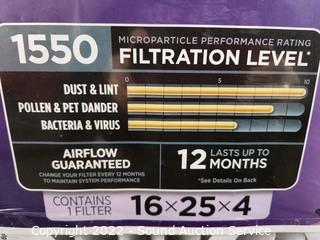 1550
MICROPARTICLE PERFORMANCE RATING
FILTRATION LEVEL*
0 5 10
DUST & LINT
POLLEN & PET DANDER
BACTERIA & VIRUS
AIRFLOW
GUARANTEED
CHANGE YOUR FILTER EVERY 12 MONTHS
TO MAINTAIN SYSTEM PERFORMANCE
12 LASTS UP TO
MONTHS
*See Details On Back
CONTAINS
1 FILTER
16×25×4
Copyright 2022 - Sound Auction Service